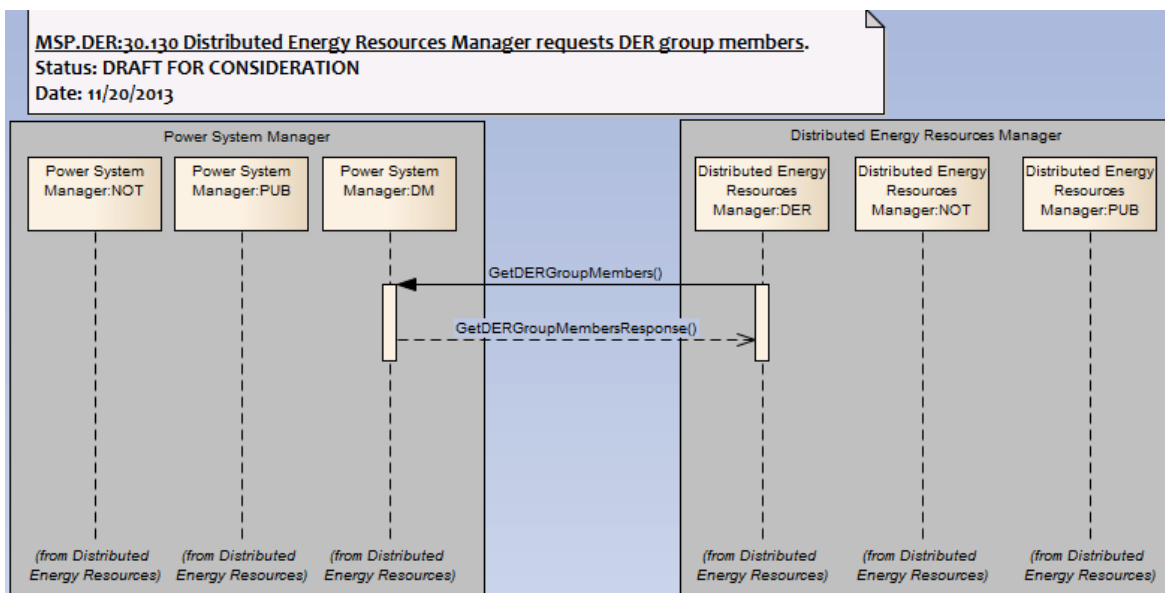 MSP.DER:30.130 Distributed Energy Resources Manager requests DER group members.
Status: DRAFT FOR CONSIDERATION
Date: 11/20/2013
Power System Manager
Power System
Manager:NOT
Power System
Manager:PUB
Power System
Manager:DM
Distributed Energy Resources Manager
Distributed Energy
Resources
Manager:DER
Distributed Energy
Resources
Manager:NOT
Distributed Energy
Resources
Manager:PUB
GetDERGroupMembers()
GetDERGroupMembersResponse()
(from Distributed
Energy Resources)
(from Distributed
Energy Resources)
(from Distributed
Energy Resources)
(from Distributed
Energy Resources)
(from Distributed
Energy Resources)
(from Distributed
Energy Resources)